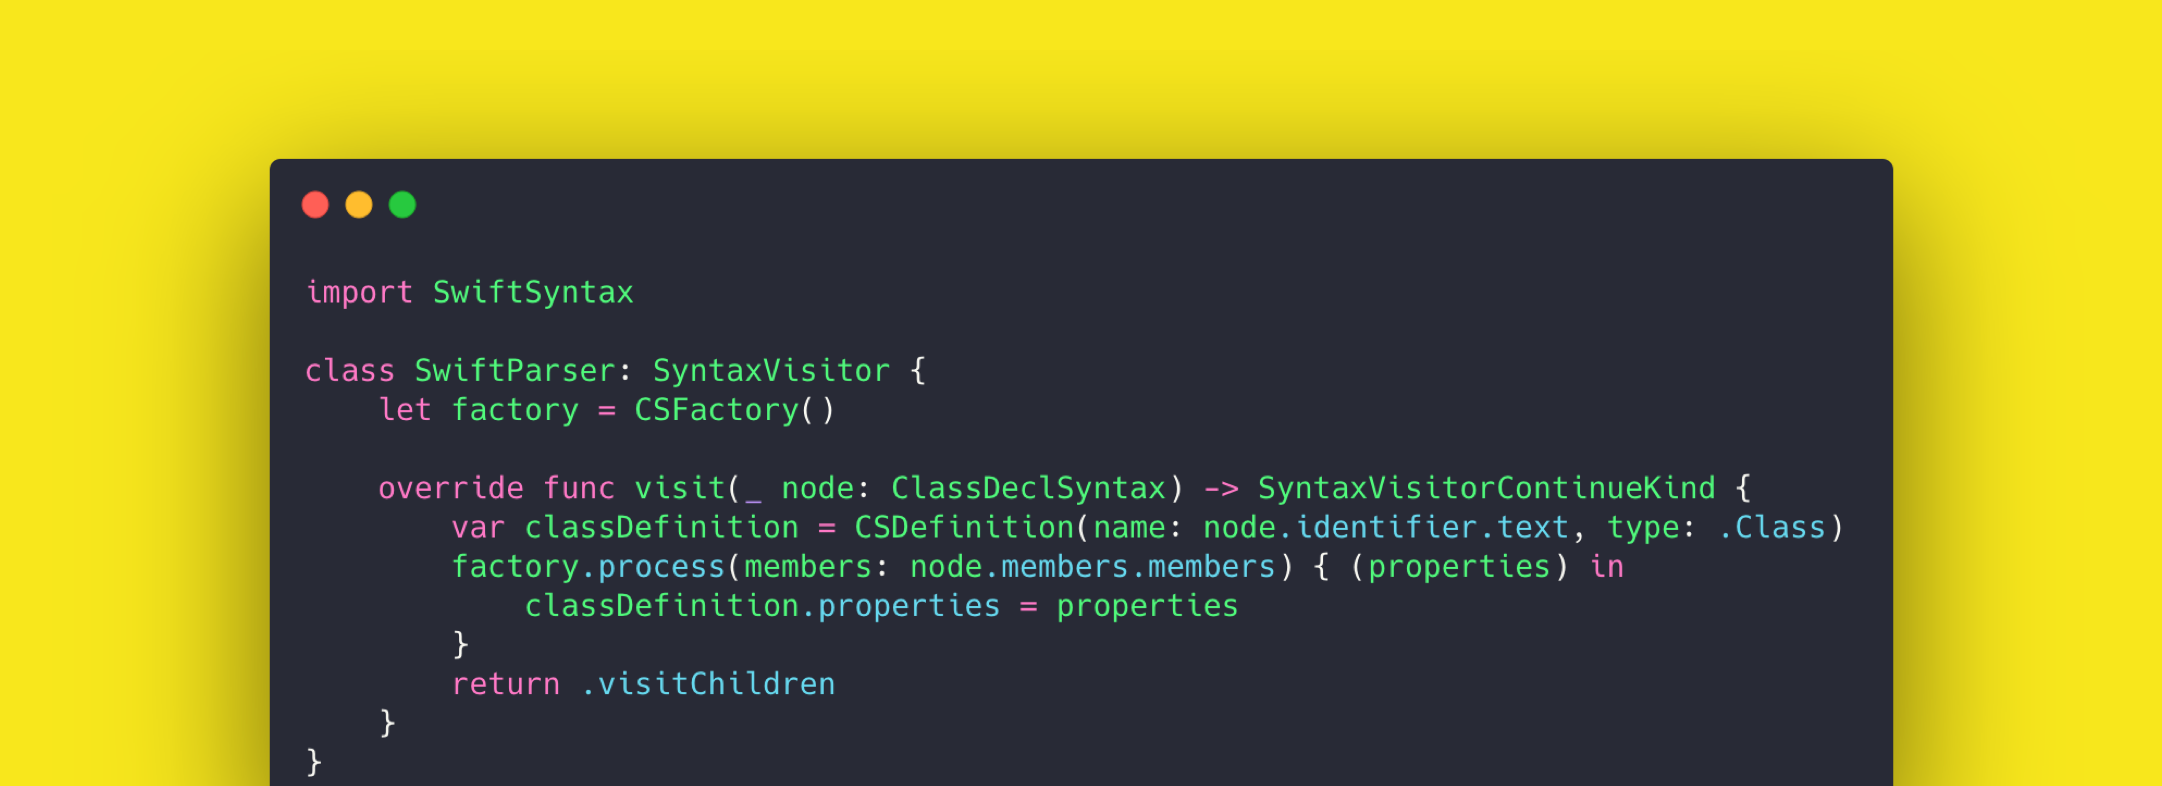 import SwiftSyntax
class SwiftParser: SyntaxVisitor {
let factory = CSFactory()
override func visit(_ node: ClassDeclSyntax) -> SyntaxVisitorContinueKind {
var classDefinition = CSDefinition(name: node.identifier.text, type: .Class)
factory.process(members: node.members.members) { (properties) in
classDefinition.properties = properties
}
return .visitChildren
}
}